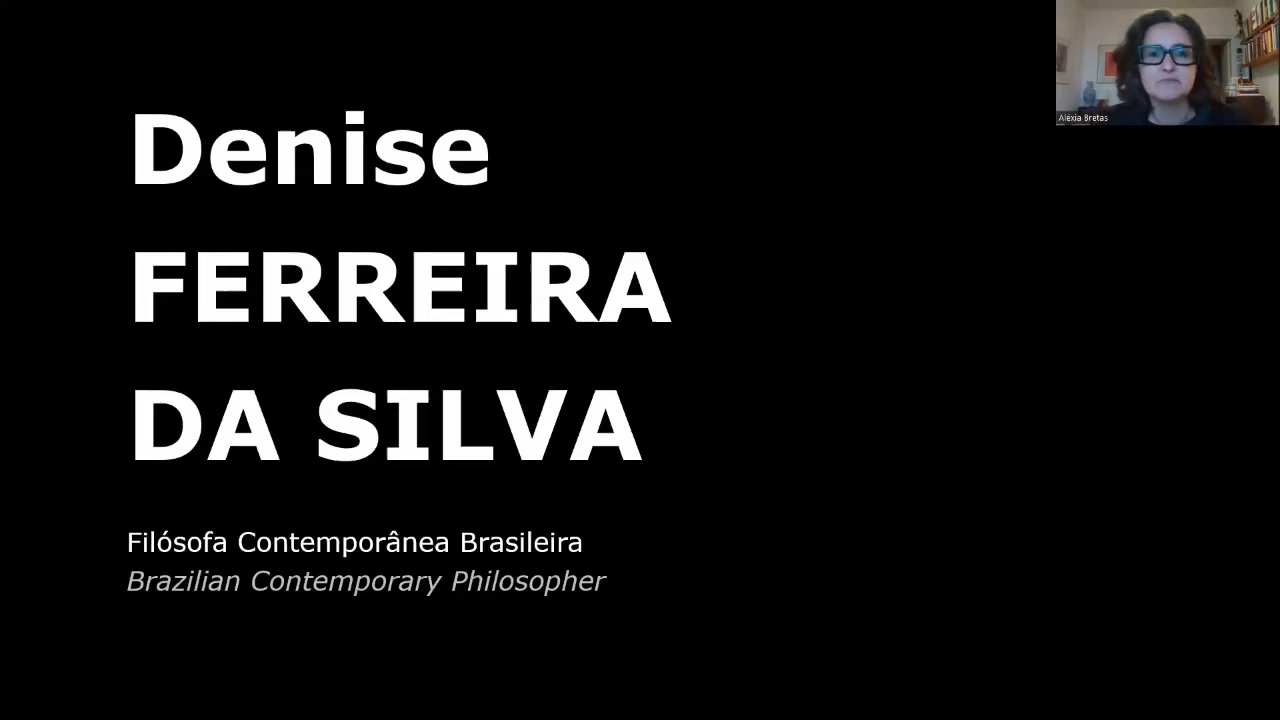 Denise
FERREIRA
DA SILVA
Filósofa Contemporânea Brasileira
Brazilian Contemporary Philosopher
Aléxia Bretas